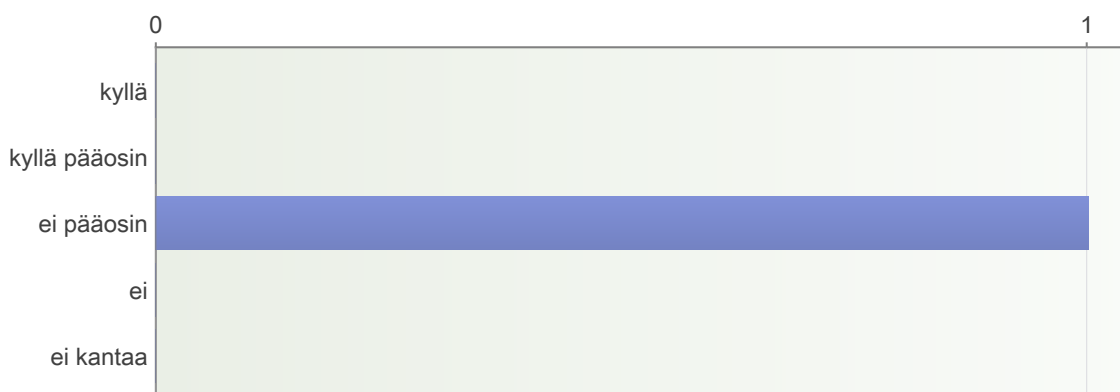 0 1
kyllä
kyllä pääosin
ei pääosin
ei
ei kantaa